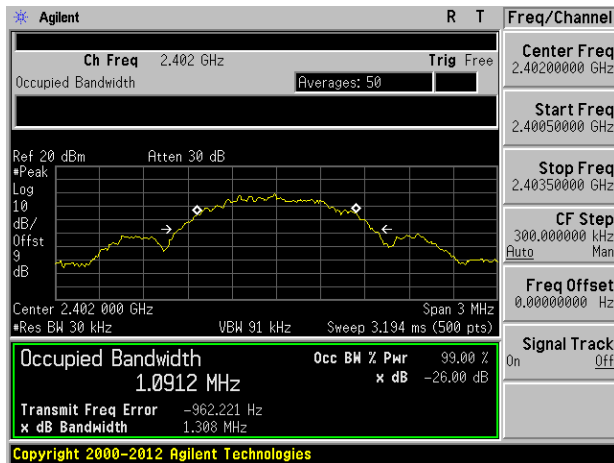 Agilent R T Freq/Channel
Ch Freq 2.402 GHz Trig Free
Occupied Bandwidth Averages: 50
Center Freq
2.40200000 GHz
Start Freq
2.40050000 GHz
Stop Freq
2.40350000 GHz
CF Step
300.000000 kHz
Auto Man
Freq Offset
0.00000000 Hz
Signal Track
On Off
Ref 20 dBm Atten 30 dB
#Peak
Log
10
dB/
Offst
9
dB
Center 2.402 000 GHz Span 3 MHz
#Res BW 30 kHz VBW 91 kHz Sweep 3.194 ms (500 pts)
Occupied Bandwidth Occ BW % Pwr 99.00 %
1.0912 MHz x dB -26.00 dB
Transmit Freq Error -962.221 Hz
x dB Bandwidth 1.308 MHz
Copyright 2000-2012 Agilent Technologies